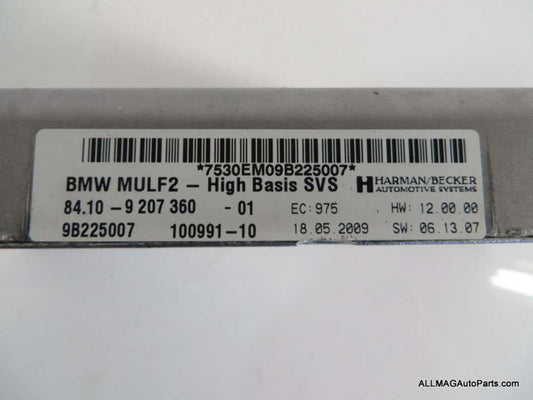 *7530EM09B225007*
BMW MULF2 – High Basis SVS HARMAN/BECKER
AUTOMOTIVE SYSTEMS
84.10 – 9 207 360 - 01 EC: 975 HW: 12.00.00
9B225007 100991-10 18.05.2009 SW: 06.13.07
ALLMAGAutoParts.com